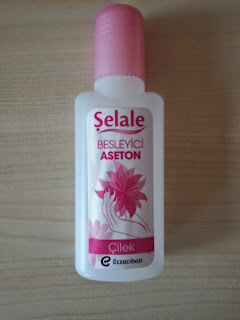 Şelale
BESLEYİCİ
ASETON
Çilek
Eczacıbaşı